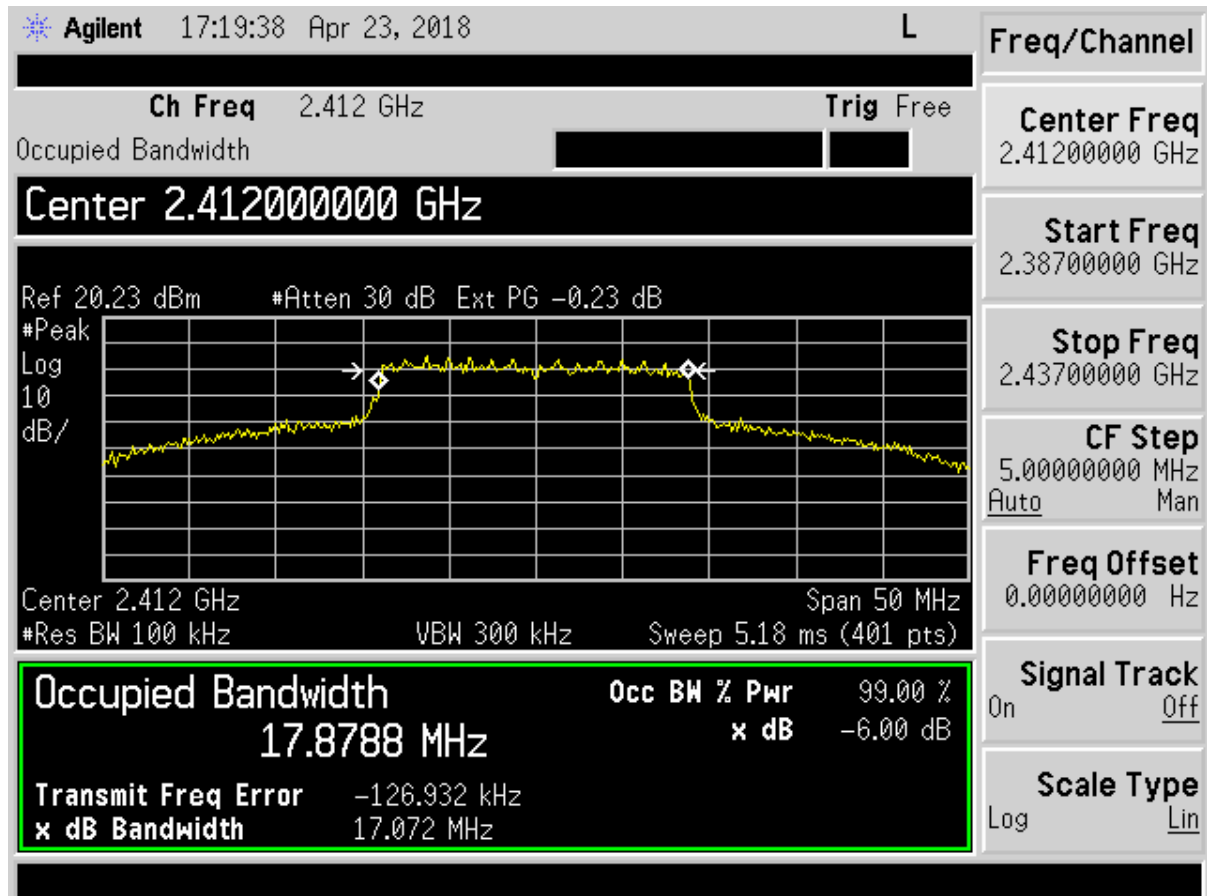 Agilent 17:19:38 Apr 23, 2018 L
Freq/Channel
Ch Freq 2.412 GHz Trig Free
Occupied Bandwidth
Center 2.412000000 GHz
Ref 20.23 dBm #Atten 30 dB Ext PG -0.23 dB
#Peak
Log
10
dB/
Center 2.412 GHz Span 50 MHz
#Res BW 100 kHz VBW 300 kHz Sweep 5.18 ms (401 pts)
Occupied Bandwidth Occ BW % Pwr 99.00 %
17.8788 MHz x dB -6.00 dB
Transmit Freq Error -126.932 kHz
x dB Bandwidth 17.072 MHz
Center Freq
2.41200000 GHz
Start Freq
2.38700000 GHz
Stop Freq
2.43700000 GHz
CF Step
5.00000000 MHz
Auto Man
Freq Offset
0.00000000 Hz
Signal Track
On Off
Scale Type
Log Lin